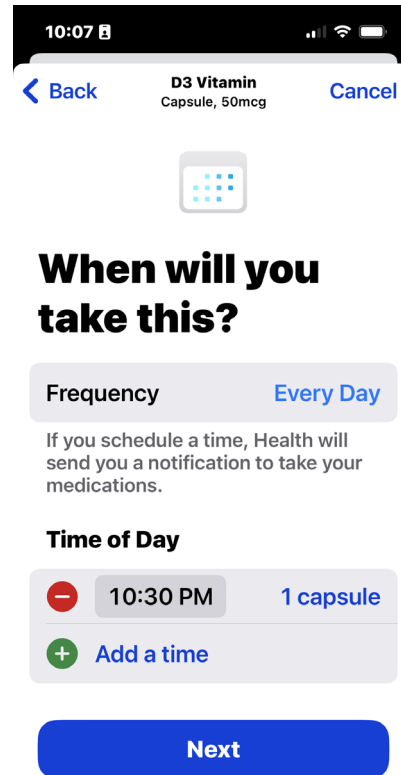 10:07
Back
D3 Vitamin
Cancel
Capsule, 50mcg
When will you
take this?
Frequency
Every Day
If you schedule a time, Health will
send you a notification to take your
medications.
Time of Day
10:30 PM
1 capsule
Add a time
Next